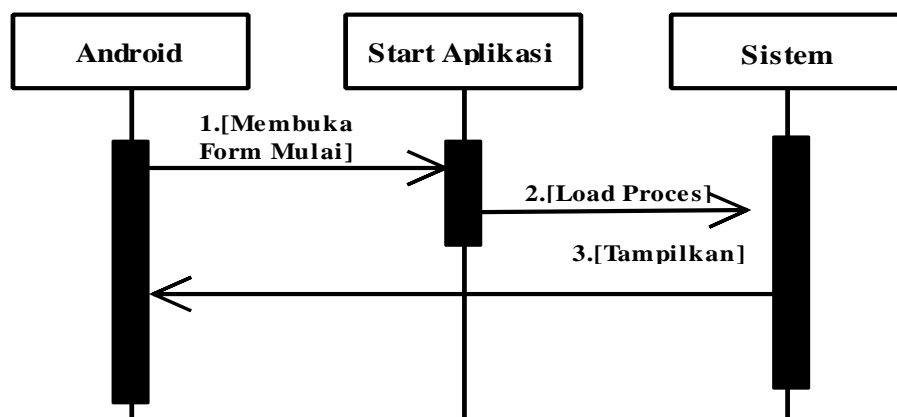 Android
Start Aplikasi
Sistem
1.[Membuka
Form Mulai]
2.[Load Proces]
3.[Tampilkan]